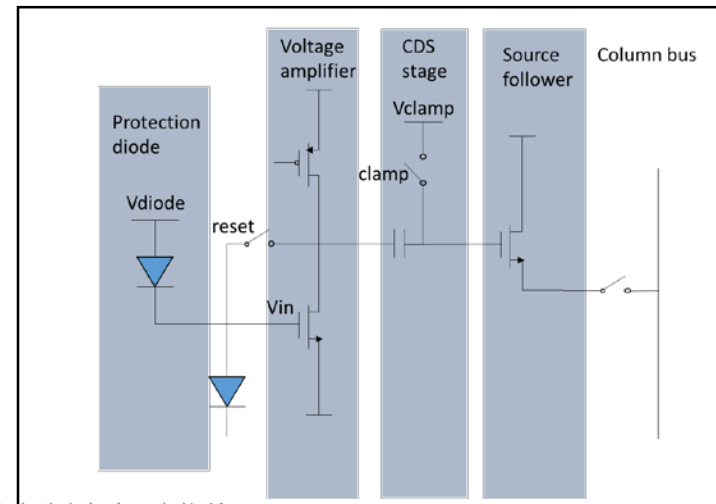 Voltage
amplifier
CDS
stage
Source
follower
Column bus
Protection
diode
Vclamp
clamp
Vdiode
reset
Vin